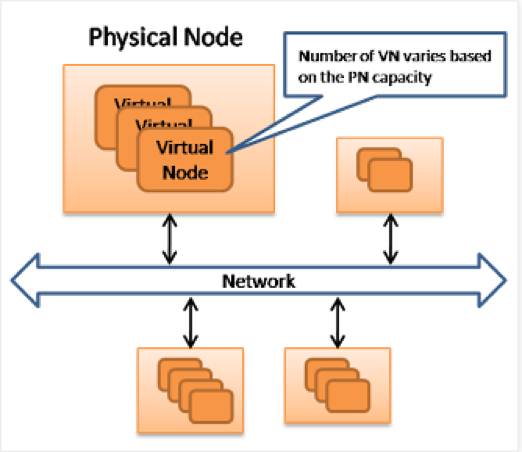 Physical Node
Number of VN varies based
on the PN capacity
Virtual
Virtual
Virtual
Node
Network